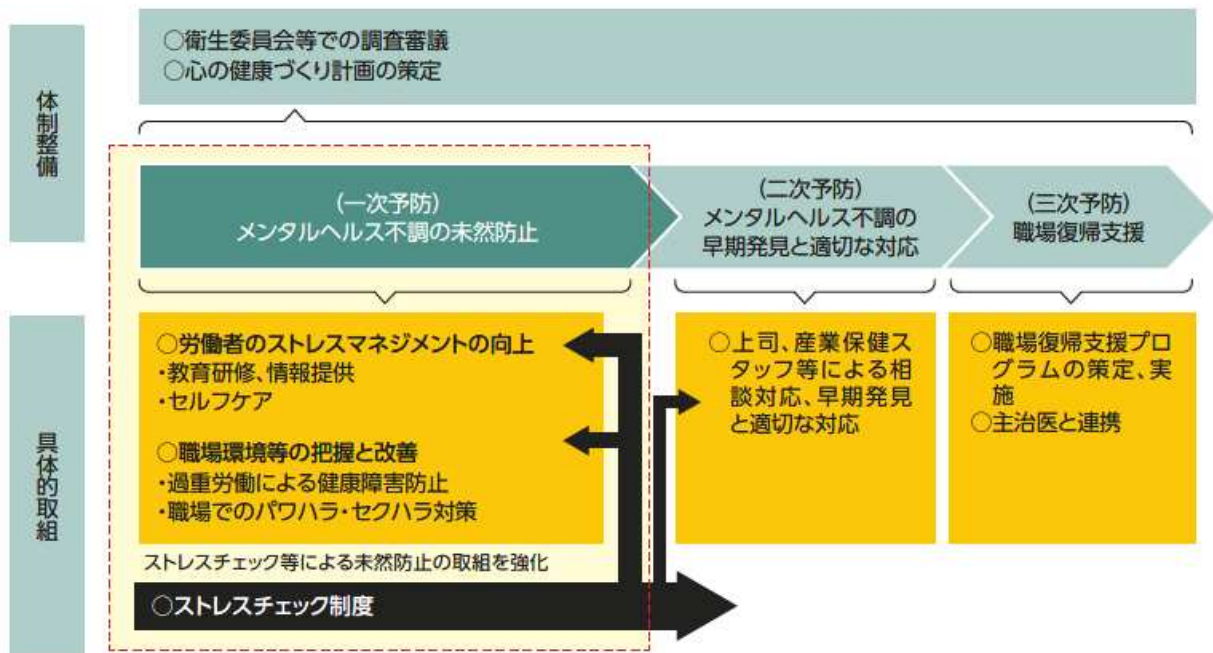 体制整備
○衛生委員会等での調査審議
○心の健康づくり計画の策定
(一次予防)
メンタルヘルス不調の未然防止
(二次予防)
メンタルヘルス不調の
早期発見と適切な対応
(三次予防)
職場復帰支援
具体的取組
○労働者のストレスマネジメントの向上
・教育研修、情報提供
・セルフケア
○職場環境等の把握と改善
・過重労働による健康障害防止
・職場でのパワハラ・セクハラ対策
○上司、産業保健
スタッフ等による相
談対応、早期発見
と適切な対応
○職場復帰支援プロ
グラムの策定、実
施
○主治医と連携
ストレスチェック等による未然防止の取組を強化
○ストレスチェック制度